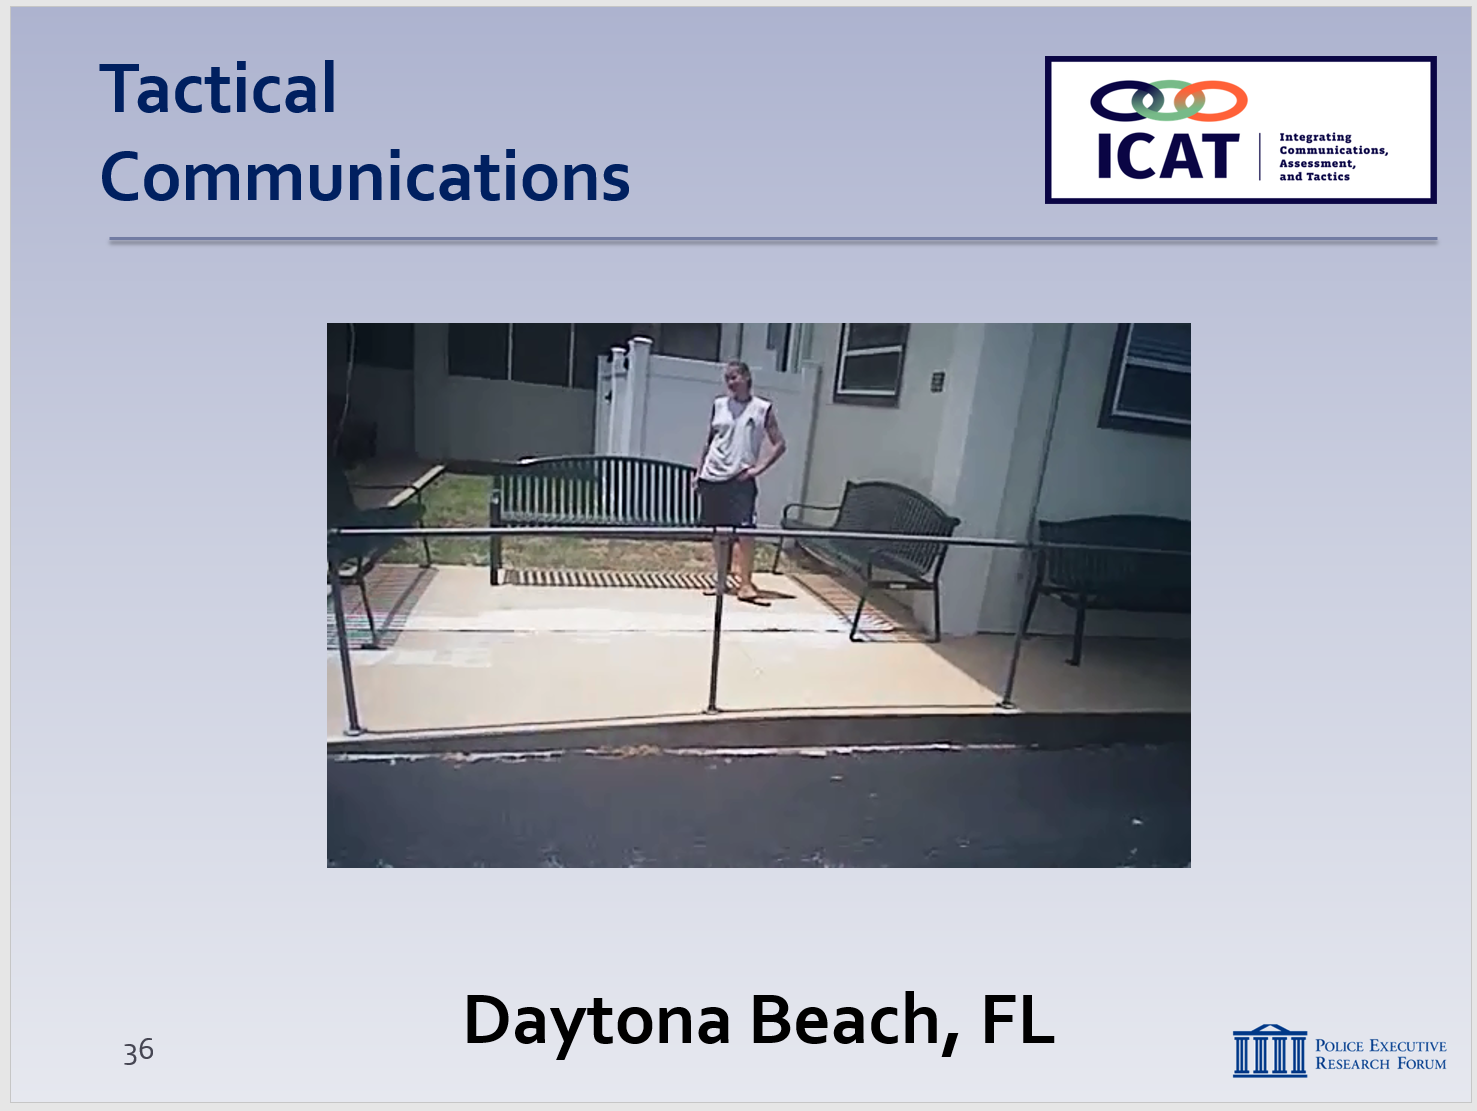 Tactical
Communications
ICAT
Integrating
Communications,
Assessment,
and Tactics
Daytona Beach, FL
36
POLICE EXECUTIVE
RESEARCH FORUM